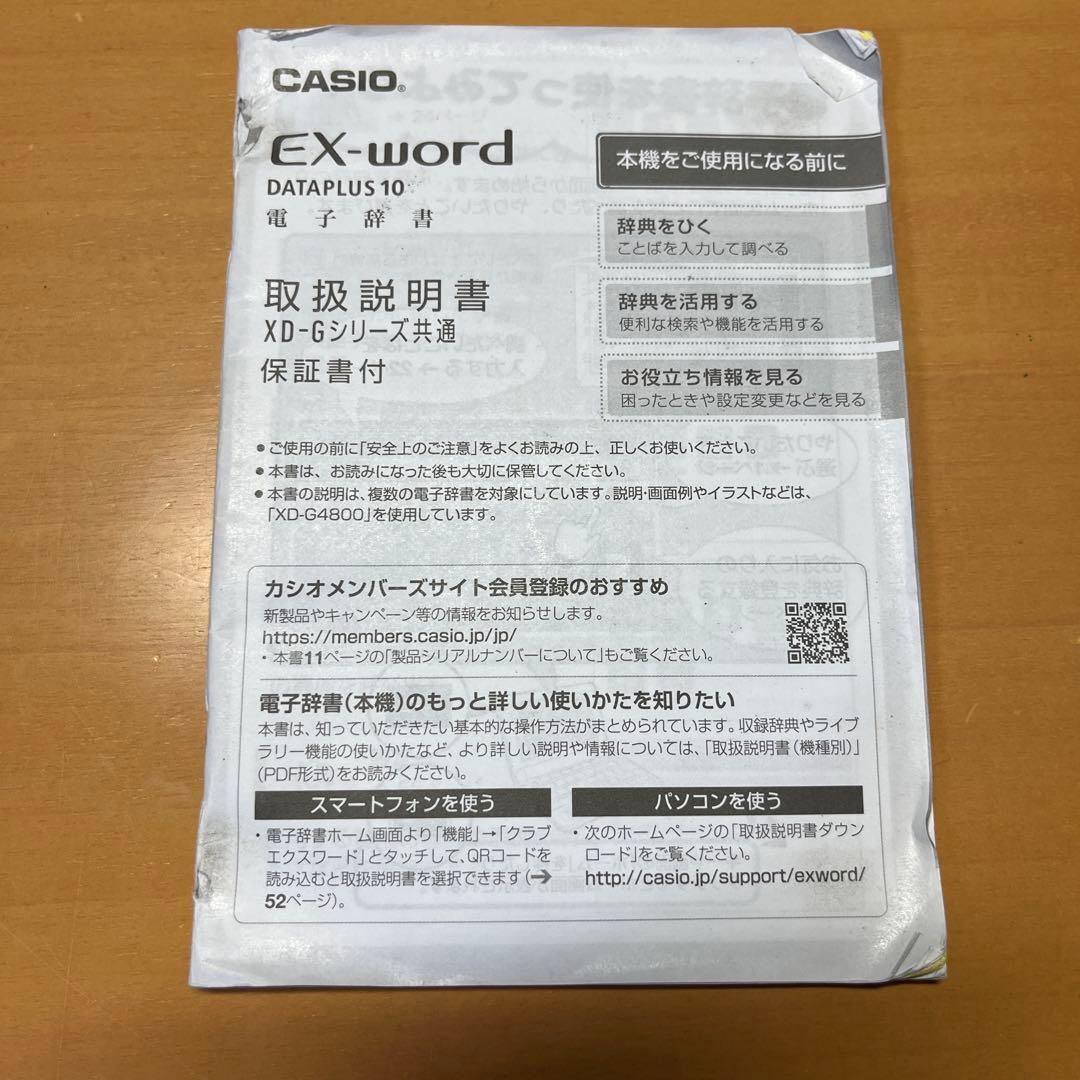 CASIO®
EX-word
DATAPLUS 10
電子辞書
取扱説明書
XD-Gシリーズ共通
保証書付
本機をご使用になる前に
辞典をひく
ことばを入力して調べる
辞典を活用する
便利な検索や機能を活用する
お役立ち情報を見る
困ったときや設定変更などを見る
●ご使用の前に「安全上のご注意」をよくお読みの上、正しくお使いください。
●本書は、お読みになった後も大切に保管してください。
●本書の説明は、複数の電子辞書を対象にしています。説明・画面例やイラストなどは、
「XD-G4800」を使用しています。
カシオメンバーズサイト会員登録のおすすめ
新製品やキャンペーン等の情報をお知らせします。
https://members.casio.jp/jp/
・本書11ページの「製品シリアルナンバーについて」もご覧ください。
電子辞書(本機)のもっと詳しい使いかたを知りたい
本書は、知っていただきたい基本的な操作方法がまとめられています。収録辞典やライブ
ラリー機能の使いかたなど、より詳しい説明や情報については、「取扱説明書(機種別)」
(PDF形式)をお読みください。
スマートフォンを使う
・電子辞書ホーム画面より「機能」→「クラブ
エクスワード」とタッチして、QRコードを
読み込むと取扱説明書を選択できます(➔
52ページ)。
パソコンを使う
・次のホームページの「取扱説明書ダウン
ロード」をご覧ください。
http://casio.jp/support/exword/